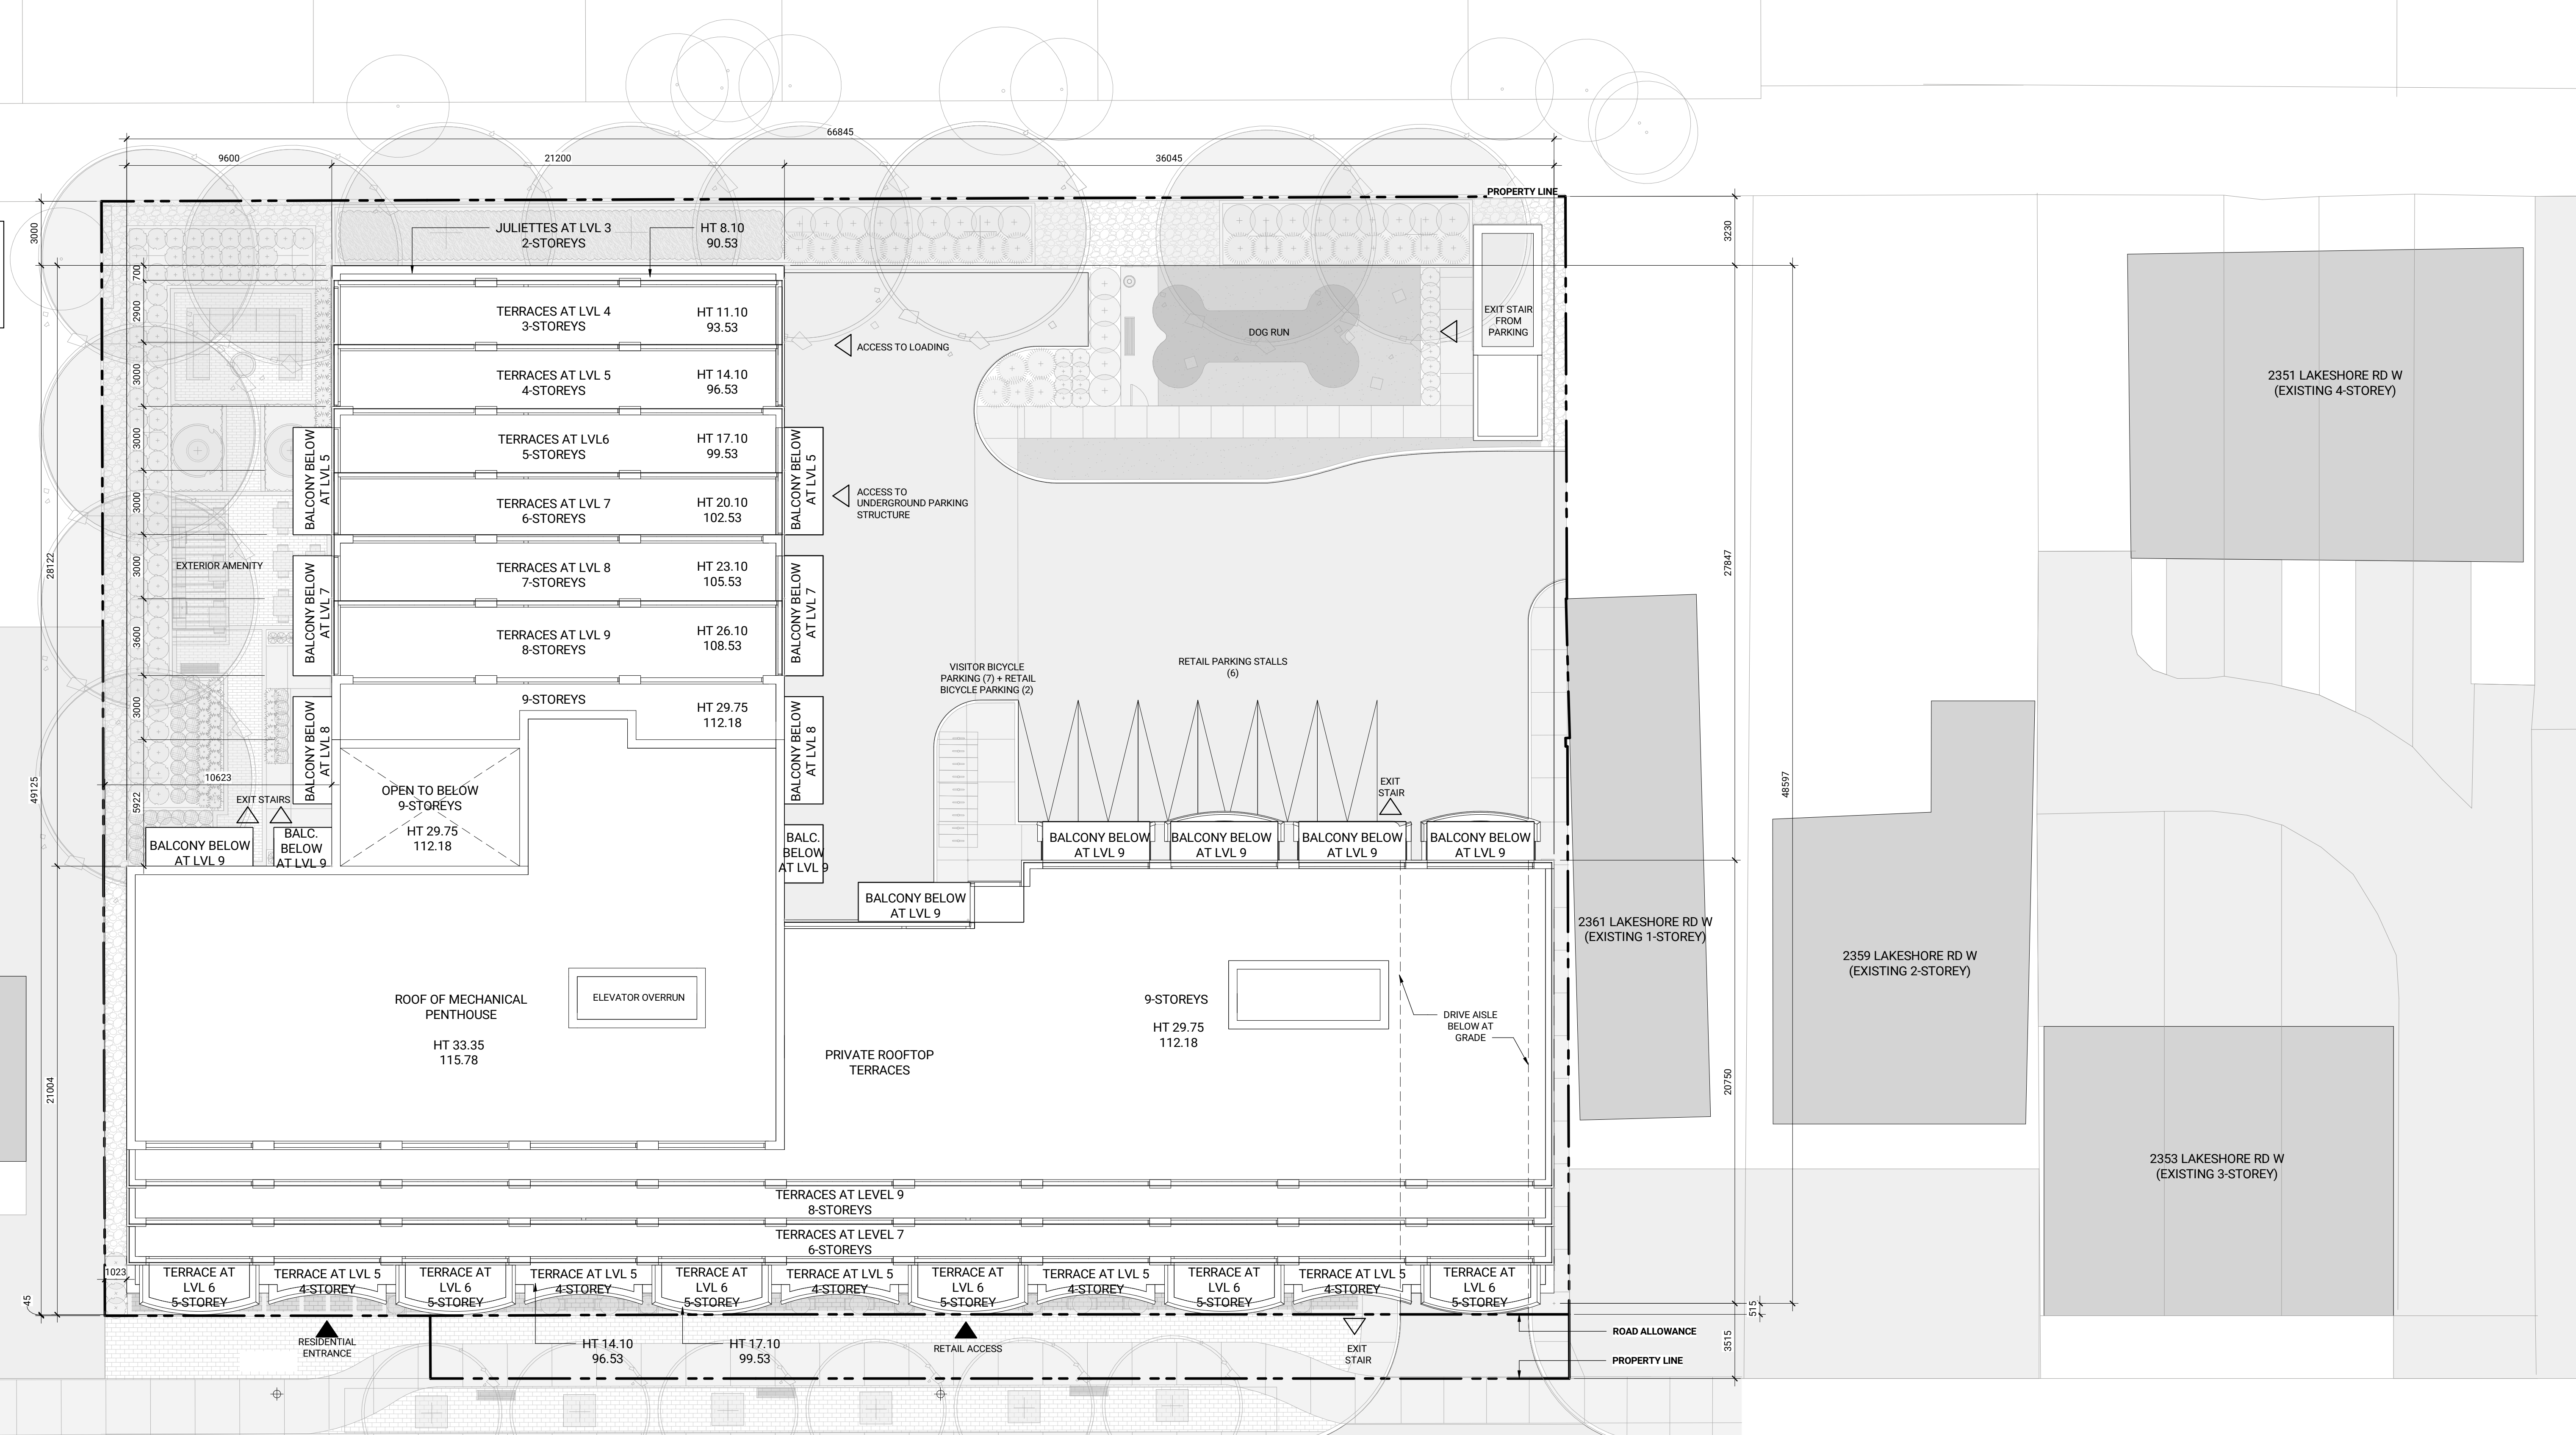 66845
9600
21200
36045
PROPERTY LINE
3000
3230
JULIETTES AT LVL 3
2-STOREYS
HT 8.10
90.53
700
2900
TERRACES AT LVL 4
3-STOREYS
HT 11.10
93.53
ACCESS TO LOADING
DOG RUN
EXIT STAIR
FROM
PARKING
3000
TERRACES AT LVL 5
4-STOREYS
HT 14.10
96.53
2351 LAKESHORE RD W
(EXISTING 4-STOREY)
3000
BALCONY BELOW
AT LVL 5
TERRACES AT LVL6
5-STOREYS
HT 17.10
99.53
BALCONY BELOW
AT LVL 5
3000
TERRACES AT LVL 7
6-STOREYS
HT 20.10
102.53
ACCESS TO
UNDERGROUND PARKING
STRUCTURE
28122
3000
EXTERIOR AMENITY
BALCONY BELOW
AT LVL 7
TERRACES AT LVL 8
7-STOREYS
HT 23.10
105.53
BALCONY BELOW
AT LVL 7
27847
3600
TERRACES AT LVL 9
8-STOREYS
HT 26.10
108.53
VISITOR BICYCLE
PARKING (7) + RETAIL
BICYCLE PARKING (2)
RETAIL PARKING STALLS
(6)
3000
BALCONY BELOW
AT LVL 8
9-STOREYS
HT 29.75
112.18
BALCONY BELOW
AT LVL 8
49125
10623
5922
EXIT STAIRS
OPEN TO BELOW
9-STOREYS
HT 29.75
112.18
EXIT
STAIR
48597
BALCONY BELOW
AT LVL 9
BALC.
BELOW
AT LVL 9
BALC.
BELOW
AT LVL 9
BALCONY BELOW
AT LVL 9
BALCONY BELOW
AT LVL 9
BALCONY BELOW
AT LVL 9
BALCONY BELOW
AT LVL 9
BALCONY BELOW
AT LVL 9
2361 LAKESHORE RD W
(EXISTING 1-STOREY)
2359 LAKESHORE RD W
(EXISTING 2-STOREY)
ROOF OF MECHANICAL
PENTHOUSE
HT 33.35
115.78
ELEVATOR OVERRUN
9-STOREYS
HT 29.75
112.18
DRIVE AISLE
BELOW AT
GRADE
PRIVATE ROOFTOP
TERRACES
21004
20750
2353 LAKESHORE RD W
(EXISTING 3-STOREY)
TERRACES AT LEVEL 9
8-STOREYS
TERRACES AT LEVEL 7
6-STOREYS
1023
45
TERRACE AT
LVL 6
5-STOREY
TERRACE AT LVL 5
4-STOREY
TERRACE AT
LVL 6
5-STOREY
TERRACE AT LVL 5
4-STOREY
TERRACE AT
LVL 6
5-STOREY
TERRACE AT LVL 5
4-STOREY
TERRACE AT
LVL 6
5-STOREY
TERRACE AT LVL 5
4-STOREY
TERRACE AT
LVL 6
5-STOREY
TERRACE AT LVL 5
4-STOREY
TERRACE AT
LVL 6
5-STOREY
515
3515
RESIDENTIAL
ENTRANCE
HT 14.10
96.53
HT 17.10
99.53
RETAIL ACCESS
EXIT
STAIR
ROAD ALLOWANCE
PROPERTY LINE